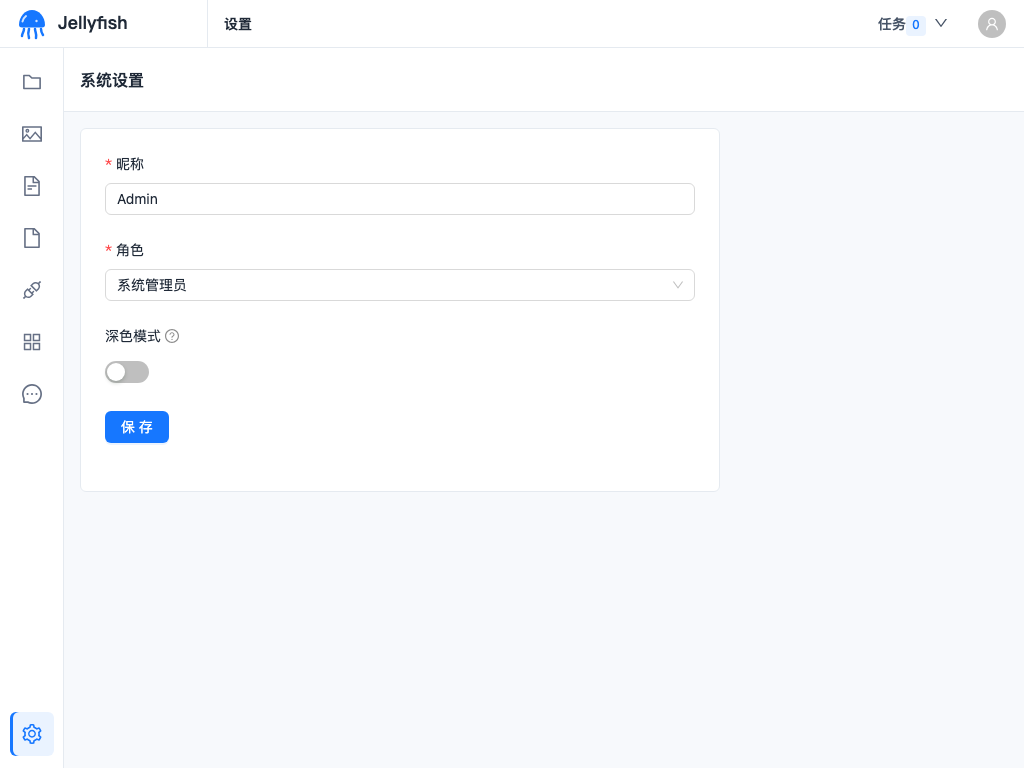 Jellyfish
设置
任务 0
系统设置
* 昵称
Admin
* 角色
系统管理员
深色模式
保 存